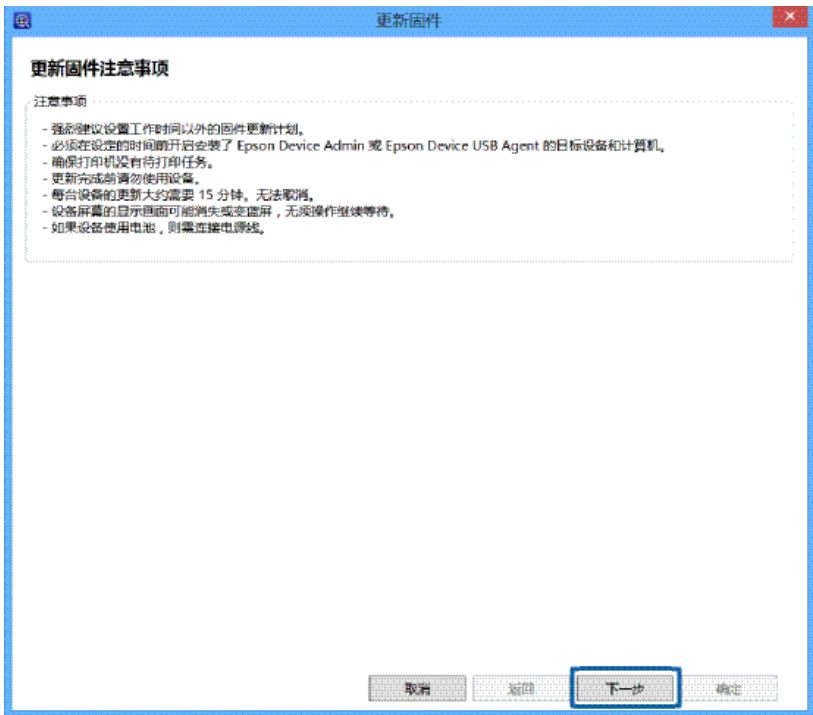 更新固件
更新固件注意事项
注意事项
- 强烈建议设置工作时间以外的固件更新计划。
- 必须在设定的时间前开启安装了 Epson Device Admin 或 Epson Device USB Agent 的目标设备和计算机。
- 确保打印机没有待打印任务。
- 更新完成前请勿使用设备。
- 每台设备的更新大约需要 15 分钟。无法取消。
- 设备屏幕的显示画面可能消失或变蓝屏，无须操作继续等待。
- 如果设备使用电池，则需连接电源线。
取消 返回 下一步 确定